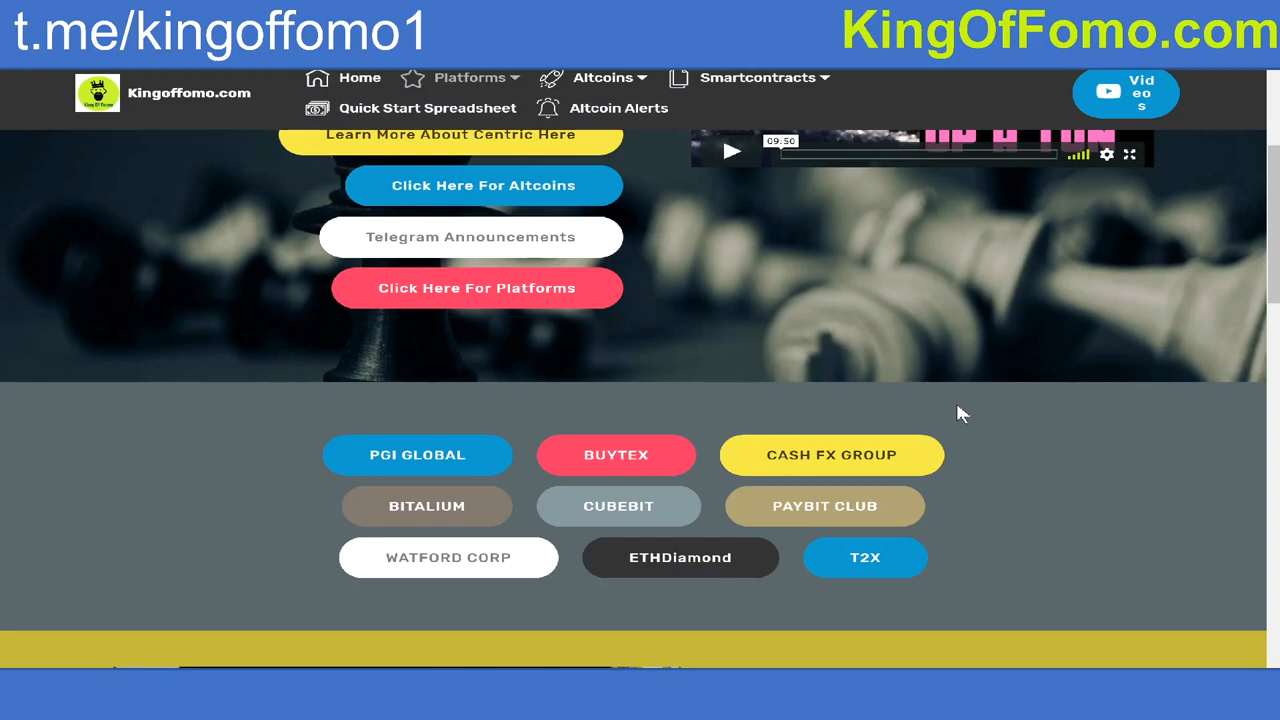 t.me/kingoffomo1
KingOfFomo.com
Kingoffomo.com
Home
Platforms
Altcoins
Smartcontracts
Quick Start Spreadsheet
Altcoin Alerts
Vid
eo
s
Learn More About Centric Here
09:50
UP A TON
Click Here For Altcoins
Telegram Announcements
Click Here For Platforms
PGI GLOBAL
BUYTEX
CASH FX GROUP
BITALIUM
CUBEBIT
PAYBIT CLUB
WATFORD CORP
ETHDiamond
T2X